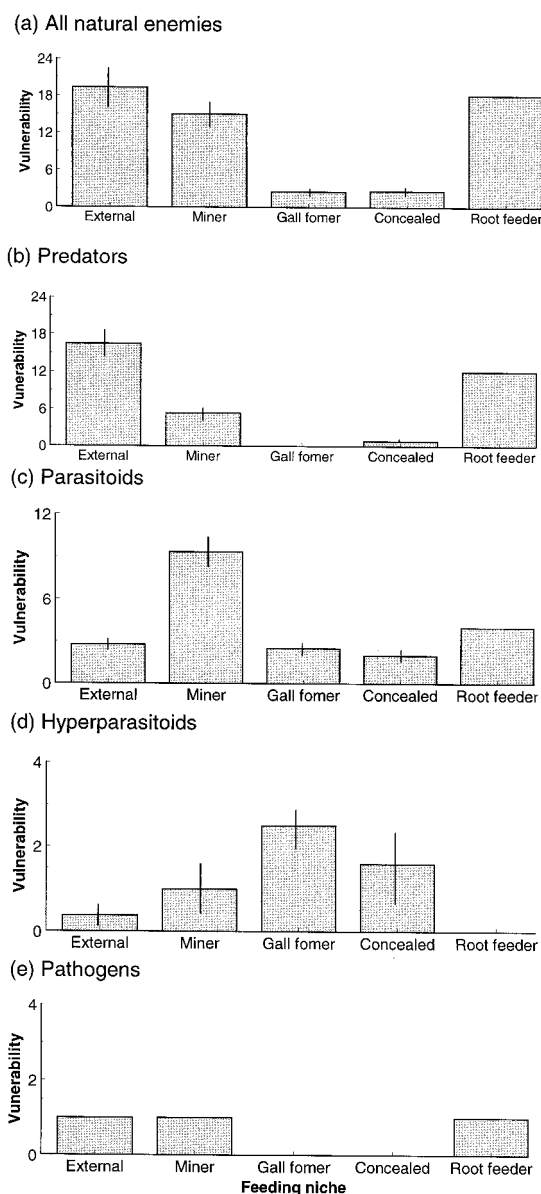 (a) All natural enemies
24
18
12
6
0
Vulnerability
External Miner Gall fomer Concealed Root feeder
(b) Predators
24
18
12
6
0
Vunerability
External Miner Gall fomer Concealed Root feeder
(c) Parasitoids
12
6
0
Vulnerability
External Miner Gall fomer Concealed Root feeder
(d) Hyperparasitoids
4
2
0
Vulnerability
External Miner Gall fomer Concealed Root feeder
(e) Pathogens
4
2
0
Vunerability
External Miner Gall fomer Concealed Root feeder
Feeding niche